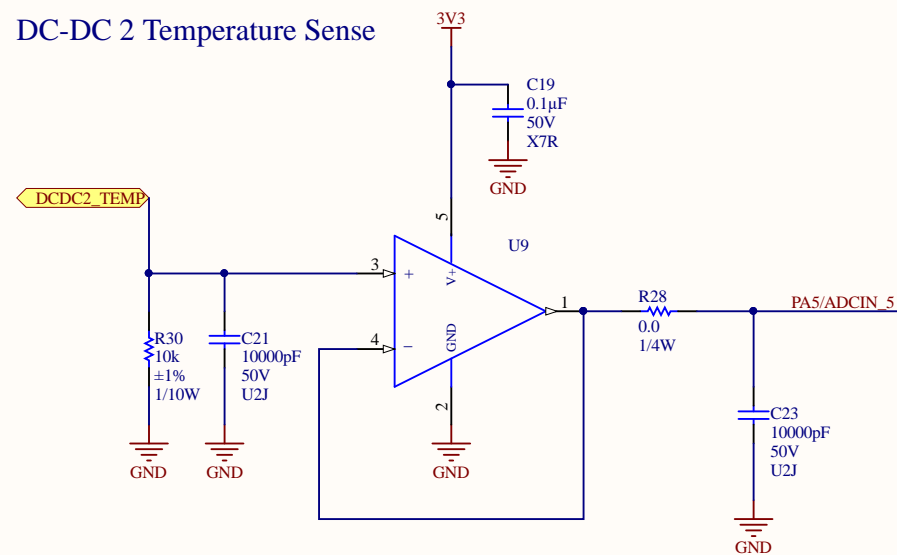 DC-DC 2 Temperature Sense
3V3
C19
0.1µF
50V
X7R
GND
DCDC2_TEMP
5
U9
3
+
V+
1
R28
0.0
1/4W
PA5/ADCIN_5
4
−
GND
2
R30
10k
±1%
1/10W
C21
10000pF
50V
U2J
C23
10000pF
50V
U2J
GND
GND
GND
GND